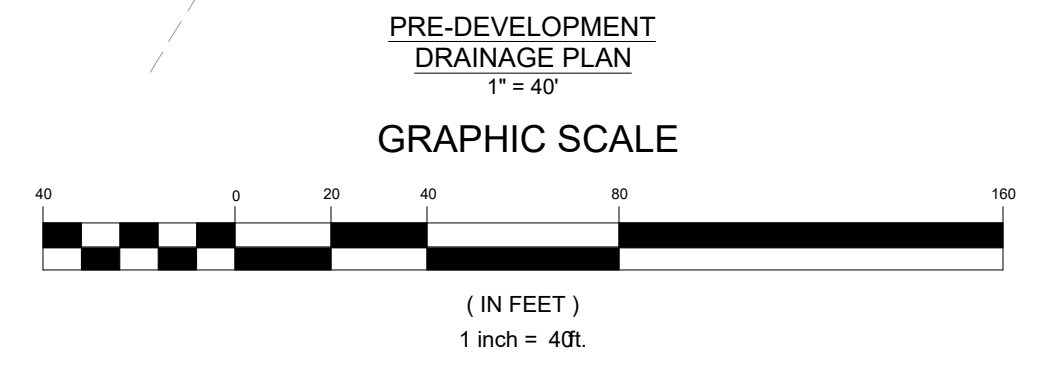 PRE-DEVELOPMENT
DRAINAGE PLAN
1" = 40'
GRAPHIC SCALE
40 0 20 40 80 160
( IN FEET )
1 inch = 40ft.